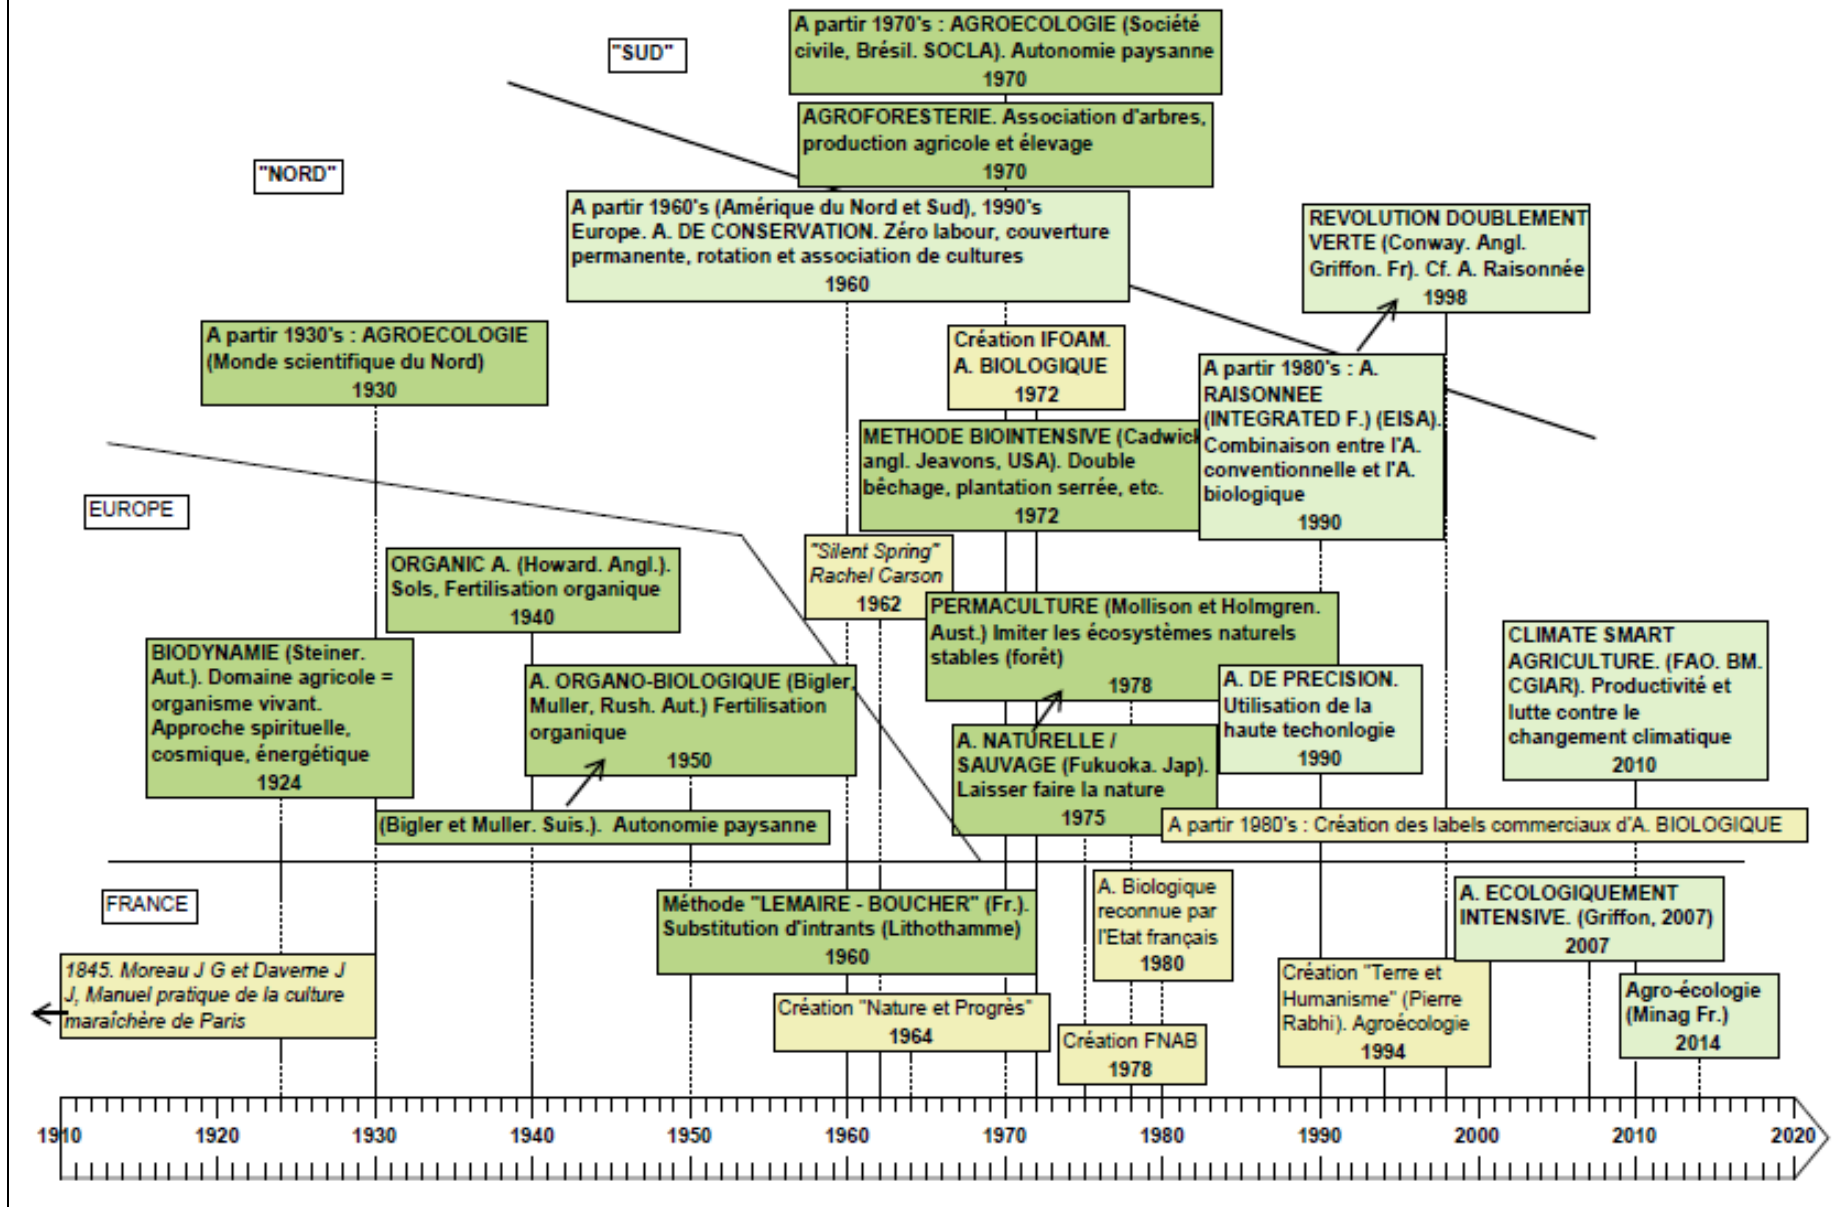 A partir 1970's : AGROECOLOGIE (Société
civile, Brésil. SOCLA). Autonomie paysanne
1970
"SUD"
AGROFORESTERIE. Association d'arbres,
production agricole et élevage
1970
"NORD"
A partir 1960's (Amérique du Nord et Sud), 1990's
Europe. A. DE CONSERVATION. Zéro labour, couverture
permanente, rotation et association de cultures
1960
REVOLUTION DOUBLEMENT
VERTE (Conway. Angl.
Griffon. Fr). Cf. A. Raisonnée
1998
A partir 1930's : AGROECOLOGIE
(Monde scientifique du Nord)
1930
Création IFOAM.
A. BIOLOGIQUE
1972
A partir 1980's : A.
RAISONNEE
(INTEGRATED F.) (EISA).
Combinaison entre l'A.
conventionnelle et l'A.
biologique
1990
METHODE BIOINTENSIVE (Cadwick
angl. Jeavons, USA). Double
bêchage, plantation serrée, etc.
1972
EUROPE
"Silent Spring"
Rachel Carson
1962
ORGANIC A. (Howard. Angl.).
Sols, Fertilisation organique
1940
PERMACULTURE (Mollison et Holmgren.
Aust.) Imiter les écosystèmes naturels
stables (forêt)
1978
BIODYNAMIE (Steiner.
Aut.). Domaine agricole =
organisme vivant.
Approche spirituelle,
cosmique, énergétique
1924
A. ORGANO-BIOLOGIQUE (Bigler,
Muller, Rush. Aut.) Fertilisation
organique
1950
A. DE PRECISION.
Utilisation de la
haute techonlogie
1990
CLIMATE SMART
AGRICULTURE. (FAO. BM.
CGIAR). Productivité et
lutte contre le
changement climatique
2010
A. NATURELLE /
SAUVAGE (Fukuoka. Jap).
Laisser faire la nature
1975
(Bigler et Muller. Suis.). Autonomie paysanne
A partir 1980's : Création des labels commerciaux d'A. BIOLOGIQUE
FRANCE
Méthode "LEMAIRE - BOUCHER" (Fr.).
Substitution d'intrants (Lithothamme)
1960
A. Biologique
reconnue par
l'Etat français
1980
A. ECOLOGIQUEMENT
INTENSIVE. (Griffon, 2007)
2007
1845. Moreau J G et Daverne J
J, Manuel pratique de la culture
maraîchère de Paris
Création "Nature et Progrès"
1964
Création FNAB
1978
Création "Terre et
Humanisme" (Pierre
Rabhi). Agroécologie
1994
Agro-écologie
(Minag Fr.)
2014
1910 1920 1930 1940 1950 1960 1970 1980 1990 2000 2010 2020